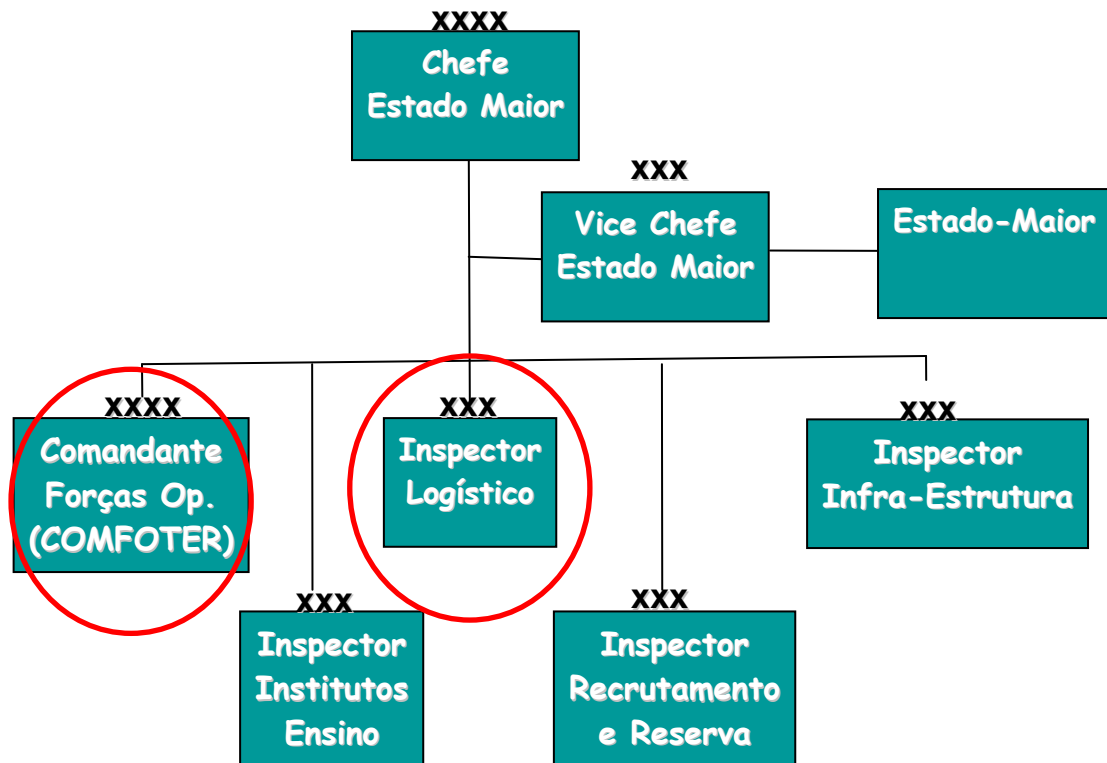 XXXX
Chefe
Estado Maior
XXX
Vice Chefe
Estado Maior
Estado-Maior
XXXX
Comandante
Forças Op.
(COMFOTER)
XXX
Inspector
Logístico
XXX
Inspector
Infra-Estrutura
XXX
Inspector
Institutos
Ensino
XXX
Inspector
Recrutamento
e Reserva